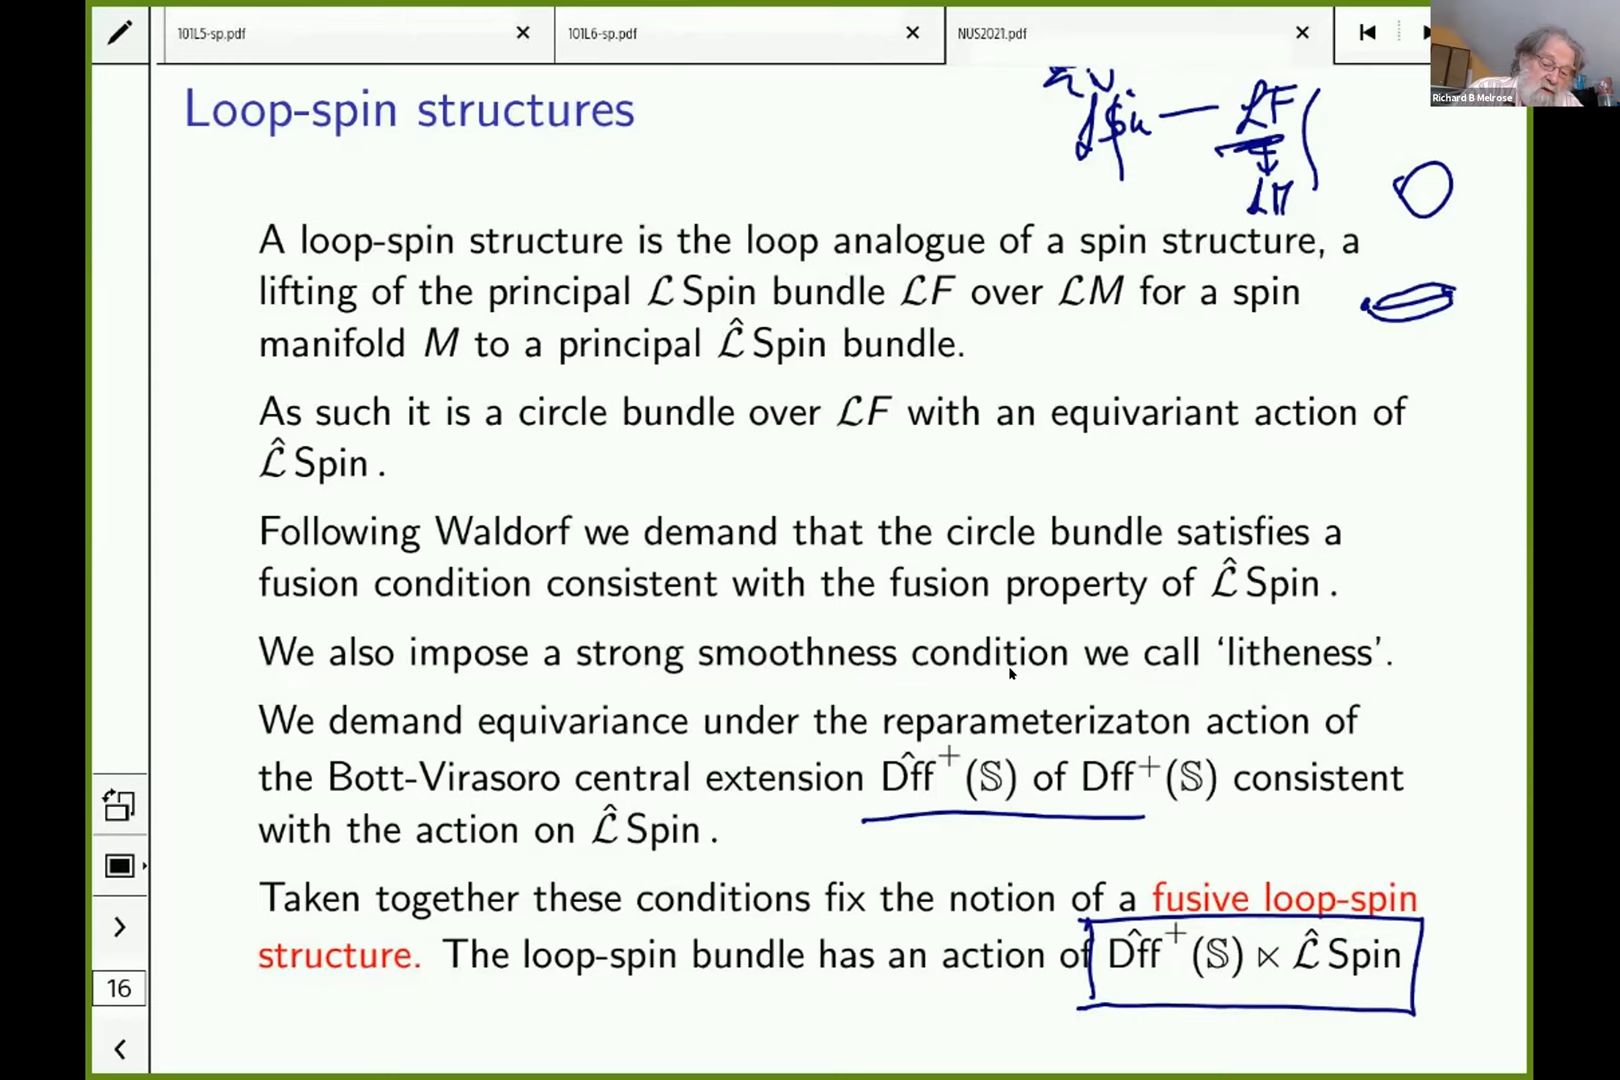 101L5-sp.pdf
101L6-sp.pdf
NUS2021.pdf
Richard B Melrose
Loop-spin structures
ℒF
ℒM
A loop-spin structure is the loop analogue of a spin structure, a
lifting of the principal ℒ Spin bundle ℒF over ℒM for a spin
manifold M to a principal ℒ̂ Spin bundle.
As such it is a circle bundle over ℒF with an equivariant action of
ℒ̂ Spin .
Following Waldorf we demand that the circle bundle satisfies a
fusion condition consistent with the fusion property of ℒ̂ Spin .
We also impose a strong smoothness condition we call ‘litheness’.
We demand equivariance under the reparameterizaton action of
the Bott-Virasoro central extension Df̂f⁺(𝕊) of Dff⁺(𝕊) consistent
with the action on ℒ̂ Spin .
Taken together these conditions fix the notion of a fusive loop-spin
structure. The loop-spin bundle has an action of Df̂f⁺(𝕊) ⋉ ℒ̂ Spin
16